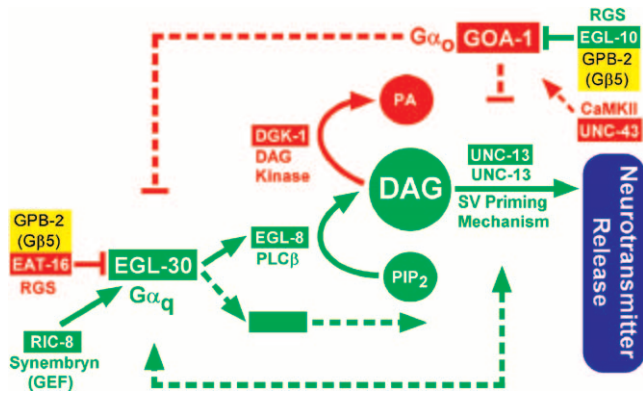 RGS
Gαo GOA-1
EGL-10
GPB-2
(Gβ5)
PA
CaMKII
UNC-43
DGK-1
DAG
Kinase
UNC-13
UNC-13
DAG
SV Priming
Mechanism
Neurotransmitter
Release
GPB-2
(Gβ5)
EAT-16
RGS
EGL-30
Gαq
EGL-8
PLCβ
PIP2
RIC-8
Synembryn
(GEF)